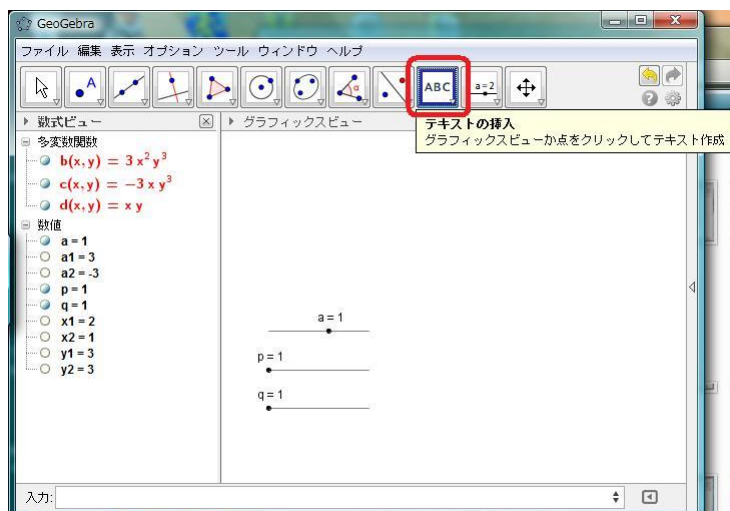 GeoGebra
ファイル 編集 表示 オプション ツール ウィンドウ ヘルプ
A α ABC a=2
数式ビュー グラフィックスビュー
テキストの挿入
グラフィックスビューか点をクリックしてテキスト作成
多変数関数
b(x, y) = 3 x² y³
c(x, y) = −3 x y³
d(x, y) = x y
数値
a = 1
a1 = 3
a2 = -3
p = 1
q = 1
x1 = 2
x2 = 1
y1 = 3
y2 = 3
a = 1
p = 1
q = 1
入力: